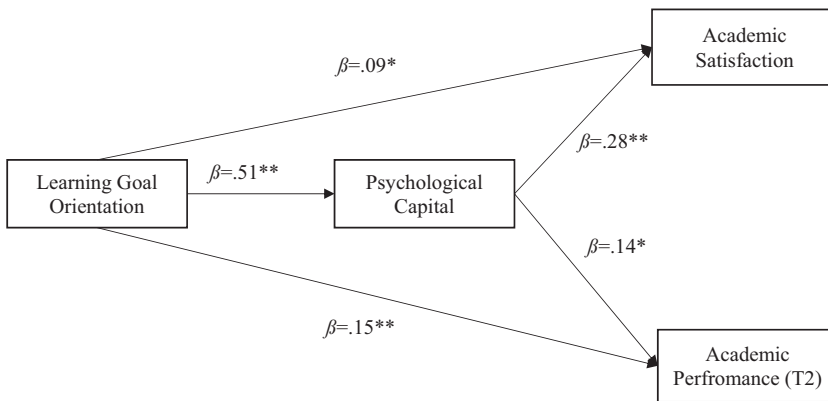 Academic
Satisfaction
β=.09*
β=.28**
β=.51**
Learning Goal
Orientation
Psychological
Capital
β=.14*
β=.15**
Academic
Perfromance (T2)